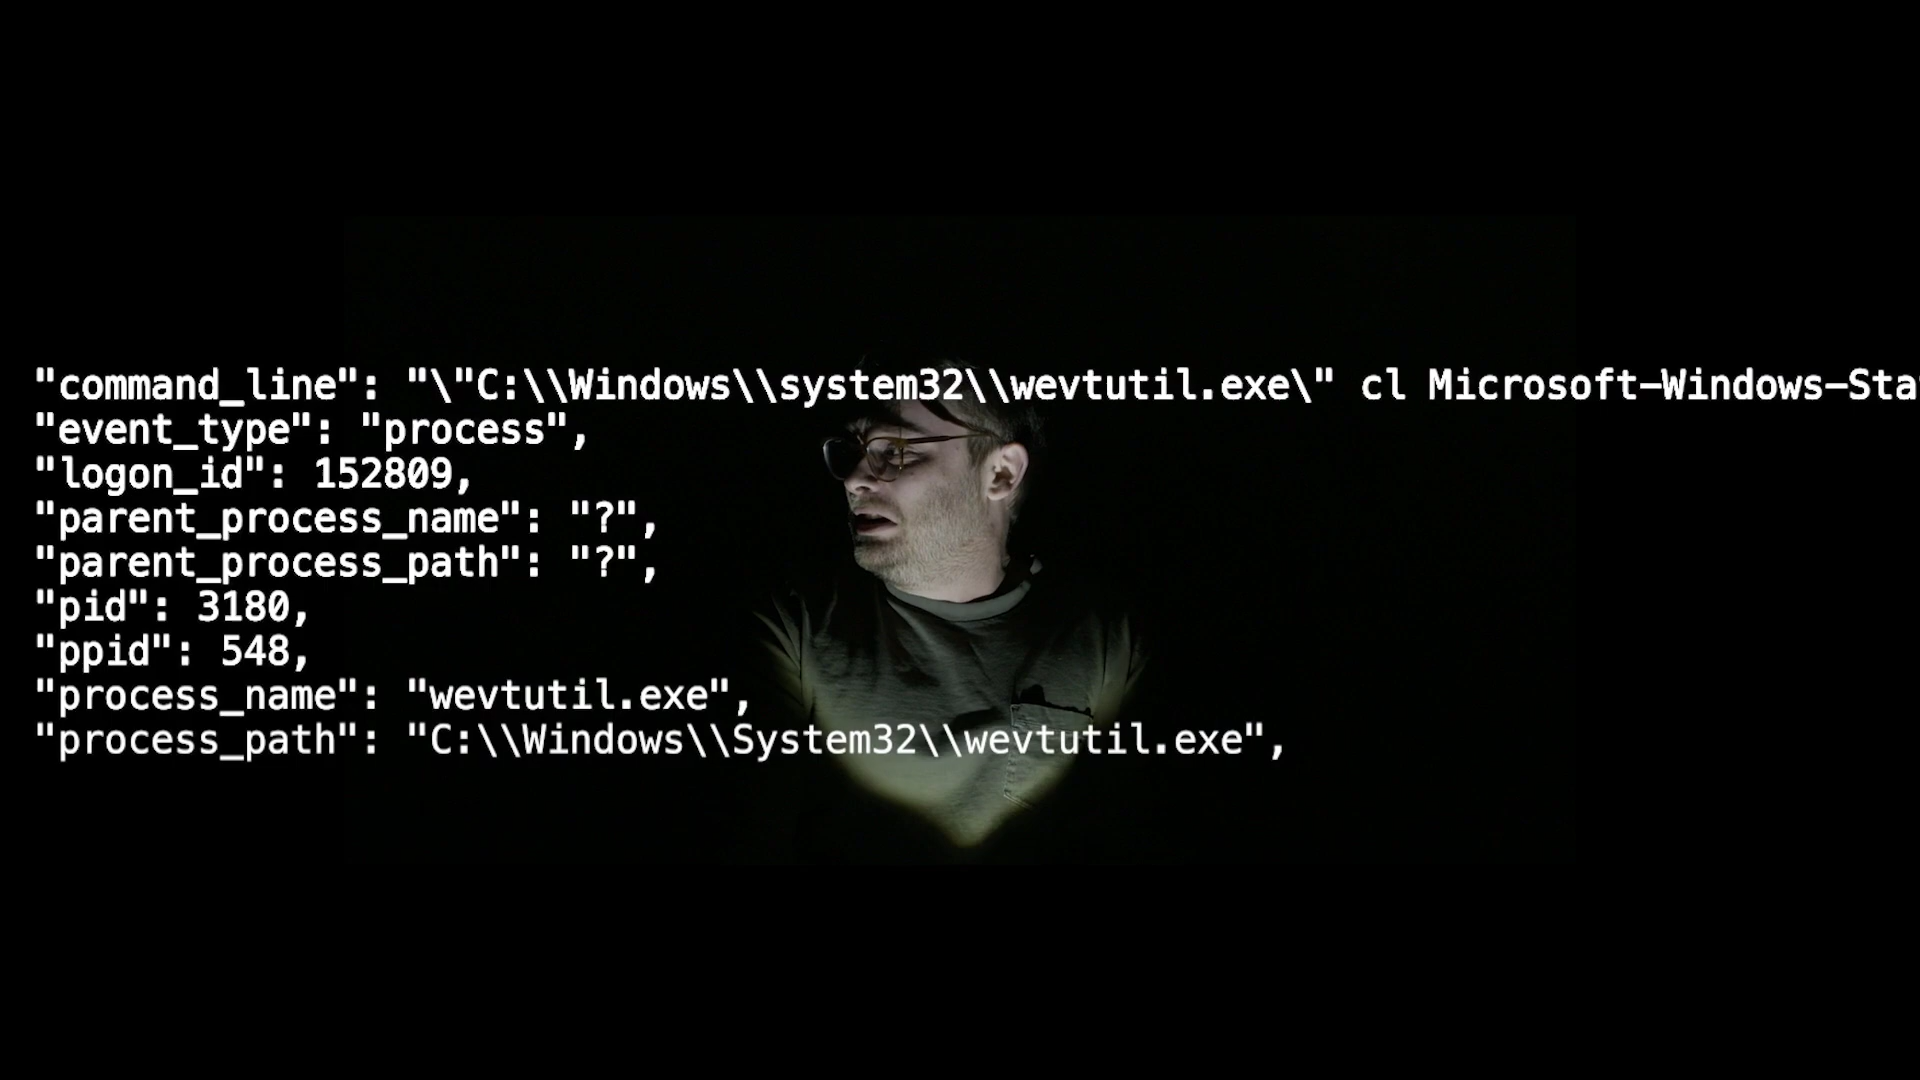 "command_line": "\"C:\\Windows\\system32\\wevtutil.exe\" cl Microsoft-Windows-Sta
"event_type": "process",
"logon_id": 152809,
"parent_process_name": "?",
"parent_process_path": "?",
"pid": 3180,
"ppid": 548,
"process_name": "wevtutil.exe",
"process_path": "C:\\Windows\\System32\\wevtutil.exe",